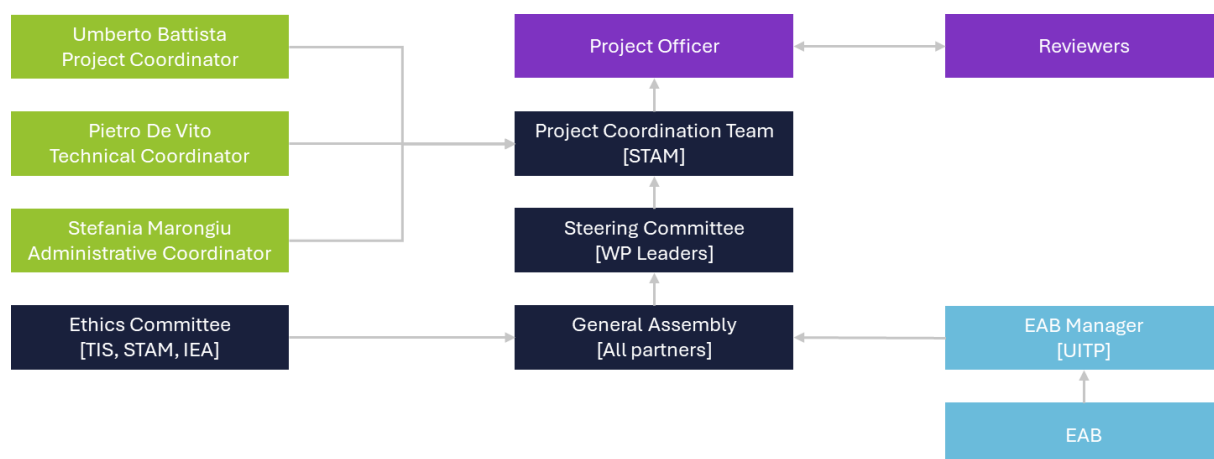 Umberto Battista
Project Coordinator
Project Officer
Reviewers
Pietro De Vito
Technical Coordinator
Project Coordination Team
[STAM]
Stefania Marongiu
Administrative Coordinator
Steering Committee
[WP Leaders]
Ethics Committee
[TIS, STAM, IEA]
General Assembly
[All partners]
EAB Manager
[UITP]
EAB